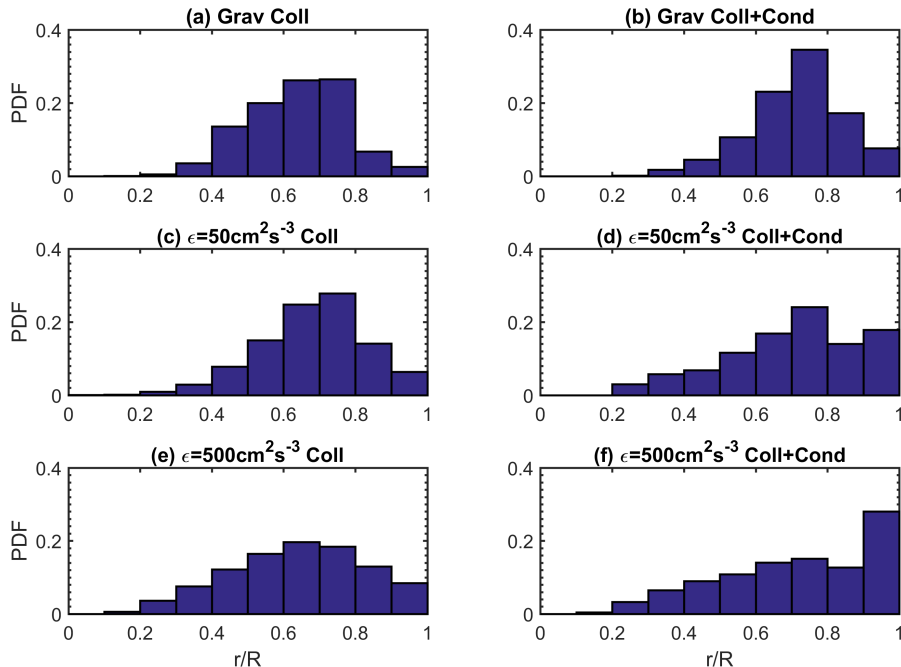 (a) Grav Coll
(b) Grav Coll+Cond
PDF
0.4
0.2
0
0 0.2 0.4 0.6 0.8 1
0.4
0.2
0
0 0.2 0.4 0.6 0.8 1
(c) ϵ=50cm²s⁻³ Coll
(d) ϵ=50cm²s⁻³ Coll+Cond
PDF
0.4
0.2
0
0 0.2 0.4 0.6 0.8 1
0.4
0.2
0
0 0.2 0.4 0.6 0.8 1
(e) ϵ=500cm²s⁻³ Coll
(f) ϵ=500cm²s⁻³ Coll+Cond
PDF
0.4
0.2
0
0 0.2 0.4 0.6 0.8 1
r/R
0.4
0.2
0
0 0.2 0.4 0.6 0.8 1
r/R